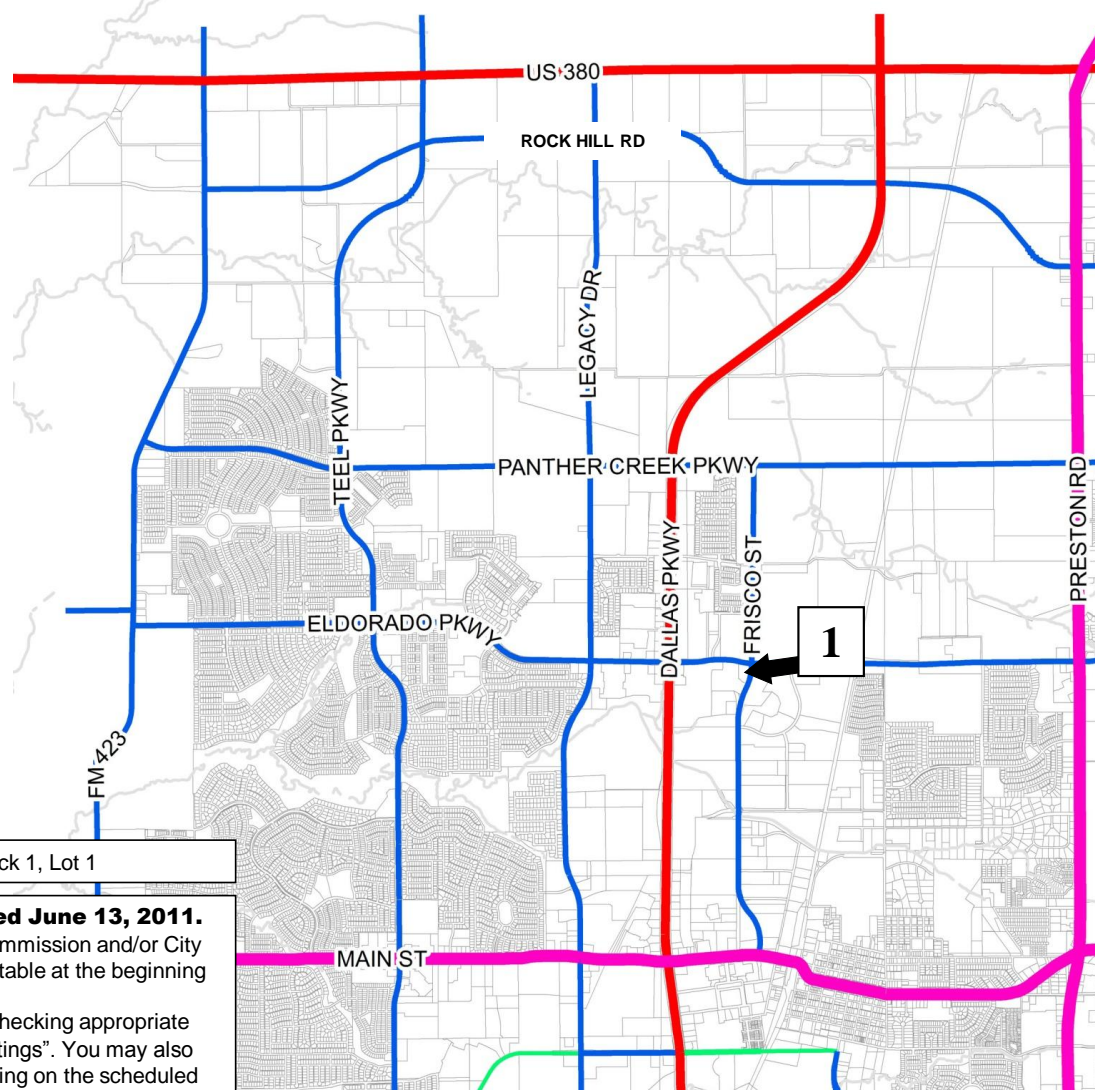 US 380
ROCK HILL RD
LEGACY DR
TEEL PKWY
PANTHER CREEK PKWY
PRESTON RD
DALLAS PKWY
FRISCO ST
ELDORADO PKWY
1
FM 423
ck 1, Lot 1
ed June 13, 2011.
ommission and/or City
table at the beginning
MAIN ST
hecking appropriate
tings”. You may also
ing on the scheduled